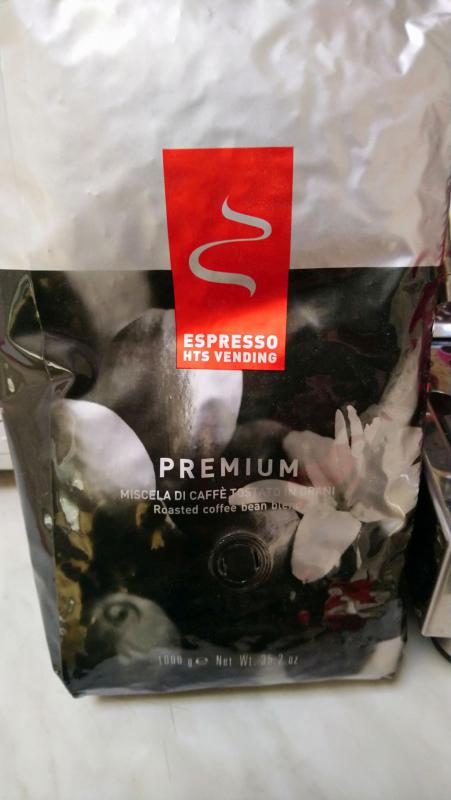 ESPRESSO
HTS VENDING
PREMIUM
MISCELA DI CAFFÈ TOSTATO IN GRANI
Roasted coffee bean blend
1000 g ℮ Net Wt. 35.2 oz